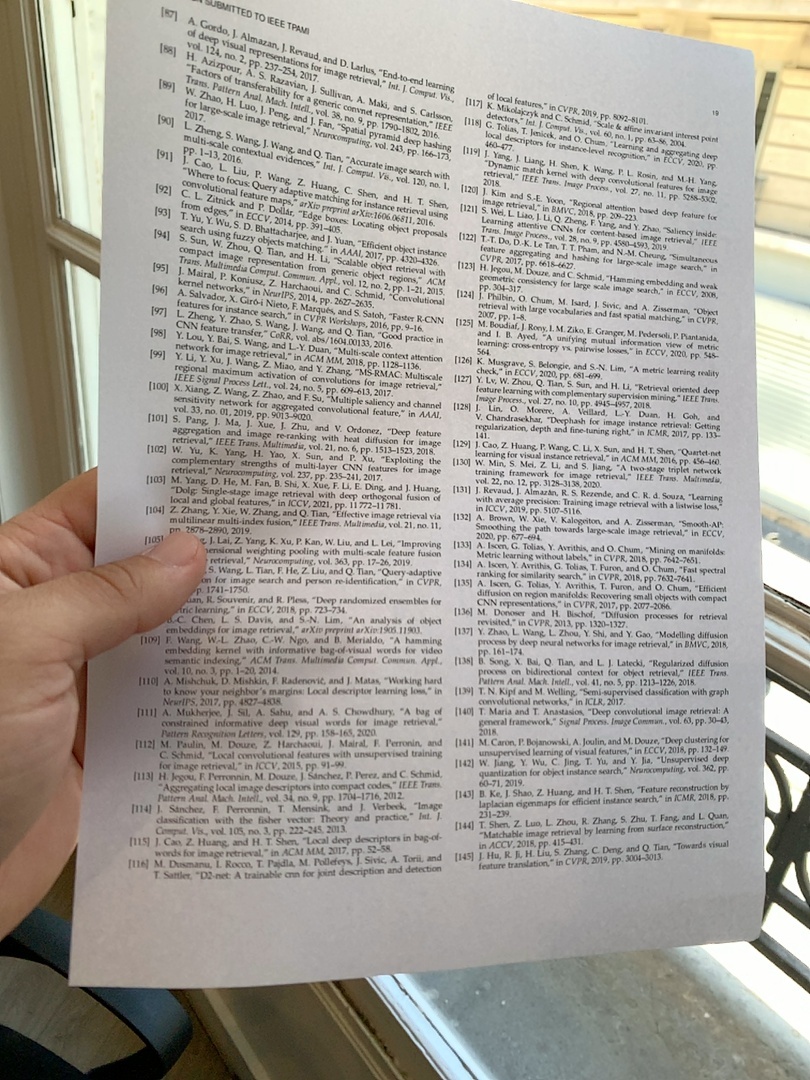 SUBMITTED TO IEEE TPAMI
[87] A. Gordo, J. Almazan, J. Revaud, and D. Larlus, "End-to-end learning
of deep visual representations for image retrieval," Int. J. Comput. Vis.,
vol. 124, no. 2, pp. 237–254, 2017.
[88] H. Azizpour, A. S. Razavian, J. Sullivan, A. Maki, and S. Carlsson,
"Factors of transferability for a generic convnet representation," IEEE
Trans. Pattern Anal. Mach. Intell., vol. 38, no. 9, pp. 1790–1802, 2016.
[89] W. Zhao, H. Luo, J. Peng, and J. Fan, "Spatial pyramid deep hashing
for large-scale image retrieval," Neurocomputing, vol. 243, pp. 166–173,
2017.
[90] L. Zheng, S. Wang, J. Wang, and Q. Tian, "Accurate image search with
multi-scale contextual evidences," Int. J. Comput. Vis., vol. 120, no. 1,
pp. 1–13, 2016.
[91] J. Cao, L. Liu, P. Wang, Z. Huang, C. Shen, and H. T. Shen,
"Where to focus: Query adaptive matching for instance retrieval using
convolutional feature maps," arXiv preprint arXiv:1606.06811, 2016.
[92] C. L. Zitnick and P. Dollár, "Edge boxes: Locating object proposals
from edges," in ECCV, 2014, pp. 391–405.
[93] T. Yu, Y. Wu, S. D. Bhattacharjee, and J. Yuan, "Efficient object instance
search using fuzzy objects matching," in AAAI, 2017, pp. 4320–4326.
[94] S. Sun, W. Zhou, Q. Tian, and H. Li, "Scalable object retrieval with
compact image representation from generic object regions," ACM
Trans. Multimedia Comput. Commun. Appl., vol. 12, no. 2, pp. 1–21, 2015.
[95] J. Mairal, P. Koniusz, Z. Harchaoui, and C. Schmid, "Convolutional
kernel networks," in NeurIPS, 2014, pp. 2627–2635.
[96] A. Salvador, X. Giró-i Nieto, F. Marqués, and S. Satoh, "Faster R-CNN
features for instance search," in CVPR Workshops, 2016, pp. 9–16.
[97] L. Zheng, Y. Zhao, S. Wang, J. Wang, and Q. Tian, "Good practice in
CNN feature transfer," CoRR, vol. abs/1604.00133, 2016.
[98] Y. Lou, Y. Bai, S. Wang, and L.-Y. Duan, "Multi-scale context attention
network for image retrieval," in ACM MM, 2018, pp. 1128–1136.
[99] Y. Li, Y. Xu, J. Wang, Z. Miao, and Y. Zhang, "MS-RMAC: Multiscale
regional maximum activation of convolutions for image retrieval,"
IEEE Signal Process Lett., vol. 24, no. 5, pp. 609–613, 2017.
[100] X. Xiang, Z. Wang, Z. Zhao, and F. Su, "Multiple saliency and channel
sensitivity network for aggregated convolutional feature," in AAAI,
vol. 33, no. 01, 2019, pp. 9013–9020.
[101] S. Pang, J. Ma, J. Xue, J. Zhu, and V. Ordonez, "Deep feature
aggregation and image re-ranking with heat diffusion for image
retrieval," IEEE Trans. Multimedia, vol. 21, no. 6, pp. 1513–1523, 2018.
[102] W. Yu, K. Yang, H. Yao, X. Sun, and P. Xu, "Exploiting the
complementary strengths of multi-layer CNN features for image
retrieval," Neurocomputing, vol. 237, pp. 235–241, 2017.
[103] M. Yang, D. He, M. Fan, B. Shi, X. Xue, F. Li, E. Ding, and J. Huang,
"Dolg: Single-stage image retrieval with deep orthogonal fusion of
local and global features," in ICCV, 2021, pp. 11 772–11 781.
[104] Z. Zhang, Y. Xie, W. Zhang, and Q. Tian, "Effective image retrieval via
multilinear multi-index fusion," IEEE Trans. Multimedia, vol. 21, no. 11,
pp. 2878–2890, 2019.
[105] J. Lai, Z. Yang, K. Xu, P. Kan, W. Liu, and L. Lei, "Improving
ensional weighting pooling with multi-scale feature fusion
retrieval," Neurocomputing, vol. 363, pp. 17–26, 2019.
S. Wang, L. Tian, F. He, Z. Liu, and Q. Tian, "Query-adaptive
on for image search and person re-identification," in CVPR,
p. 1741–1750.
uan, R. Souvenir, and R. Pless, "Deep randomized ensembles for
tric learning," in ECCV, 2018, pp. 723–734.
B.-C. Chen, L. S. Davis, and S.-N. Lim, "An analysis of object
embeddings for image retrieval," arXiv preprint arXiv:1905.11903,
2019.
[109] F. Wang, W.-L. Zhao, C.-W. Ngo, and B. Merialdo, "A hamming
embedding kernel with informative bag-of-visual words for video
semantic indexing," ACM Trans. Multimedia Comput. Commun. Appl.,
vol. 10, no. 3, pp. 1–20, 2014.
[110] A. Mishchuk, D. Mishkin, F. Radenović, and J. Matas, "Working hard
to know your neighbor's margins: Local descriptor learning loss," in
NeurIPS, 2017, pp. 4827–4838.
[111] A. Mukherjee, J. Sil, A. Sahu, and A. S. Chowdhury, "A bag of
constrained informative deep visual words for image retrieval,"
Pattern Recognition Letters, vol. 129, pp. 158–165, 2020.
[112] M. Paulin, M. Douze, Z. Harchaoui, J. Mairal, F. Perronin, and
C. Schmid, "Local convolutional features with unsupervised training
for image retrieval," in ICCV, 2015, pp. 91–99.
[113] H. Jegou, F. Perronnin, M. Douze, J. Sánchez, P. Perez, and C. Schmid,
"Aggregating local image descriptors into compact codes," IEEE Trans.
Pattern Anal. Mach. Intell., vol. 34, no. 9, pp. 1704–1716, 2012.
[114] J. Sánchez, F. Perronnin, T. Mensink, and J. Verbeek, "Image
classification with the fisher vector: Theory and practice," Int. J.
Comput. Vis., vol. 105, no. 3, pp. 222–245, 2013.
[115] J. Cao, Z. Huang, and H. T. Shen, "Local deep descriptors in bag-of-
words for image retrieval," in ACM MM, 2017, pp. 52–58.
[116] M. Dusmanu, I. Rocco, T. Pajdla, M. Pollefeys, J. Sivic, A. Torii, and
T. Sattler, "D2-net: A trainable cnn for joint description and detection
19
of local features," in CVPR, 2019, pp. 8092–8101.
[117] K. Mikolajczyk and C. Schmid, "Scale & affine invariant interest point
detectors," Int. J. Comput. Vis., vol. 60, no. 1, pp. 63–86, 2004.
[118] G. Tolias, T. Jenicek, and O. Chum, "Learning and aggregating deep
local descriptors for instance-level recognition," in ECCV, 2020, pp.
460–477.
[119] J. Yang, J. Liang, H. Shen, K. Wang, P. L. Rosin, and M.-H. Yang,
"Dynamic match kernel with deep convolutional features for image
retrieval," IEEE Trans. Image Process., vol. 27, no. 11, pp. 5288–5302,
2018.
[120] J. Kim and S.-E. Yoon, "Regional attention based deep feature for
image retrieval," in BMVC, 2018, pp. 209–223.
[121] S. Wei, L. Liao, J. Li, Q. Zheng, F. Yang, and Y. Zhao, "Saliency inside:
Learning attentive CNNs for content-based image retrieval," IEEE
Trans. Image Process., vol. 28, no. 9, pp. 4580–4593, 2019.
[122] T.-T. Do, D.-K. Le Tan, T. T. Pham, and N.-M. Cheung, "Simultaneous
feature aggregating and hashing for large-scale image search," in
CVPR, 2017, pp. 6618–6627.
[123] H. Jegou, M. Douze, and C. Schmid, "Hamming embedding and weak
geometric consistency for large scale image search," in ECCV, 2008,
pp. 304–317.
[124] J. Philbin, O. Chum, M. Isard, J. Sivic, and A. Zisserman, "Object
retrieval with large vocabularies and fast spatial matching," in CVPR,
2007, pp. 1–8.
[125] M. Boudiaf, J. Rony, I. M. Ziko, E. Granger, M. Pedersoli, P. Piantanida,
and I. B. Ayed, "A unifying mutual information view of metric
learning: cross-entropy vs. pairwise losses," in ECCV, 2020, pp. 548–
564.
[126] K. Musgrave, S. Belongie, and S.-N. Lim, "A metric learning reality
check," in ECCV, 2020, pp. 681–699.
[127] Y. Lv, W. Zhou, Q. Tian, S. Sun, and H. Li, "Retrieval oriented deep
feature learning with complementary supervision mining," IEEE Trans.
Image Process., vol. 27, no. 10, pp. 4945–4957, 2018.
[128] J. Lin, O. Morere, A. Veillard, L.-Y. Duan, H. Goh, and
V. Chandrasekhar, "Deephash for image instance retrieval: Getting
regularization, depth and fine-tuning right," in ICMR, 2017, pp. 133–
141.
[129] J. Cao, Z. Huang, P. Wang, C. Li, X. Sun, and H. T. Shen, "Quartet-net
learning for visual instance retrieval," in ACM MM, 2016, pp. 456–460.
[130] W. Min, S. Mei, Z. Li, and S. Jiang, "A two-stage triplet network
training framework for image retrieval," IEEE Trans. Multimedia,
vol. 22, no. 12, pp. 3128–3138, 2020.
[131] J. Revaud, J. Almazán, R. S. Rezende, and C. R. d. Souza, "Learning
with average precision: Training image retrieval with a listwise loss,"
in ICCV, 2019, pp. 5107–5116.
[132] A. Brown, W. Xie, V. Kalogeiton, and A. Zisserman, "Smooth-AP:
Smoothing the path towards large-scale image retrieval," in ECCV,
2020, pp. 677–694.
[133] A. Iscen, G. Tolias, Y. Avrithis, and O. Chum, "Mining on manifolds:
Metric learning without labels," in CVPR, 2018, pp. 7642–7651.
[134] A. Iscen, Y. Avrithis, G. Tolias, T. Furon, and O. Chum, "Fast spectral
ranking for similarity search," in CVPR, 2018, pp. 7632–7641.
[135] A. Iscen, G. Tolias, Y. Avrithis, T. Furon, and O. Chum, "Efficient
diffusion on region manifolds: Recovering small objects with compact
CNN representations," in CVPR, 2017, pp. 2077–2086.
[136] M. Donoser and H. Bischof, "Diffusion processes for retrieval
revisited," in CVPR, 2013, pp. 1320–1327.
[137] Y. Zhao, L. Wang, L. Zhou, Y. Shi, and Y. Gao, "Modelling diffusion
process by deep neural networks for image retrieval," in BMVC, 2018,
pp. 161–174.
[138] B. Song, X. Bai, Q. Tian, and L. J. Latecki, "Regularized diffusion
process on bidirectional context for object retrieval," IEEE Trans.
Pattern Anal. Mach. Intell., vol. 41, no. 5, pp. 1213–1226, 2018.
[139] T. N. Kipf and M. Welling, "Semi-supervised classification with graph
convolutional networks," in ICLR, 2017.
[140] T. Maria and T. Anastasios, "Deep convolutional image retrieval: A
general framework," Signal Process. Image Commun., vol. 63, pp. 30–43,
2018.
[141] M. Caron, P. Bojanowski, A. Joulin, and M. Douze, "Deep clustering for
unsupervised learning of visual features," in ECCV, 2018, pp. 132–149.
[142] W. Jiang, Y. Wu, C. Jing, T. Yu, and Y. Jia, "Unsupervised deep
quantization for object instance search," Neurocomputing, vol. 362, pp.
60–71, 2019.
[143] B. Ke, J. Shao, Z. Huang, and H. T. Shen, "Feature reconstruction by
laplacian eigenmaps for efficient instance search," in ICMR, 2018, pp.
231–239.
[144] T. Shen, Z. Luo, L. Zhou, R. Zhang, S. Zhu, T. Fang, and L. Quan,
"Matchable image retrieval by learning from surface reconstruction,"
in ACCV, 2018, pp. 415–431.
[145] J. Hu, R. Ji, H. Liu, S. Zhang, C. Deng, and Q. Tian, "Towards visual
feature translation," in CVPR, 2019, pp. 3004–3013.